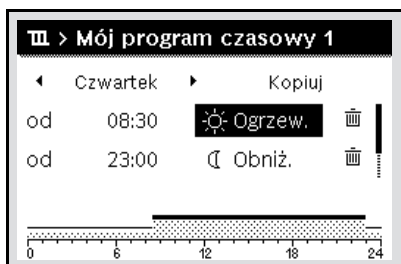 > Mój program czasowy 1
Czwartek Kopiuj
od 08:30 Ogrzew.
od 23:00 Obniż.
0 6 12 18 24